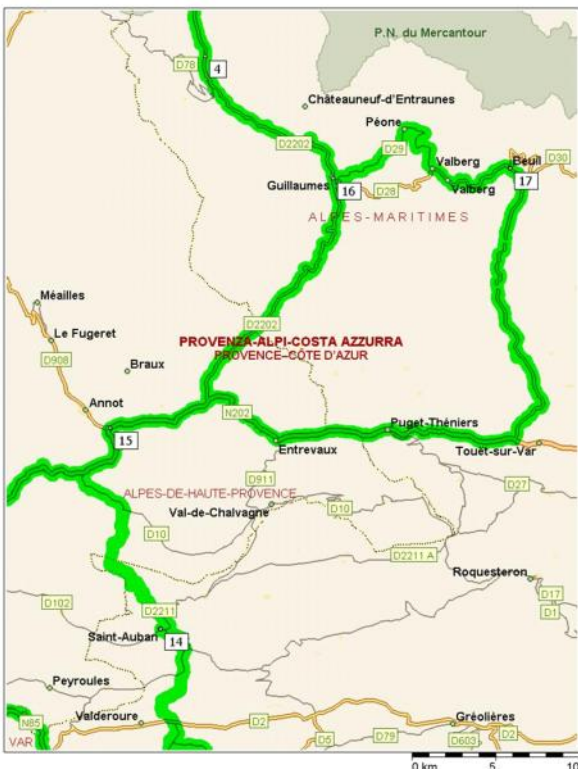 P.N. du Mercantour
D78
4
Châteauneuf-d'Entraunes
Péone
D2202
D29
Valberg
Beuil
D30
Guillaumes
16
D28
Valberg
17
ALPES-MARITIMES
Méailles
D2202
Le Fugeret
PROVENZA-ALPI-COSTA AZZURRA
PROVENCE-CÔTE D'AZUR
D908
Braux
Annot
N202
15
Puget-Théniers
Entrevaux
Touët-sur-Var
D911
D27
ALPES-DE-HAUTE-PROVENCE
Val-de-Chalvagne
D10
D10
D2211 A
Roquesteron
D17
D102
D2211
D1
Saint-Auban
14
Peyroules
N85
Valderoure
D2
Gréolières
VAR
D5
D79
D603
D2
0 km
5
10